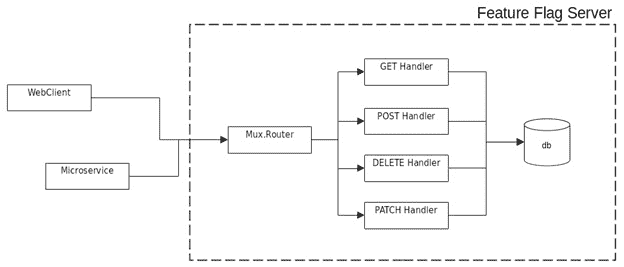 Feature Flag Server
WebClient
Microservice
Mux.Router
GET Handler
POST Handler
DELETE Handler
PATCH Handler
db